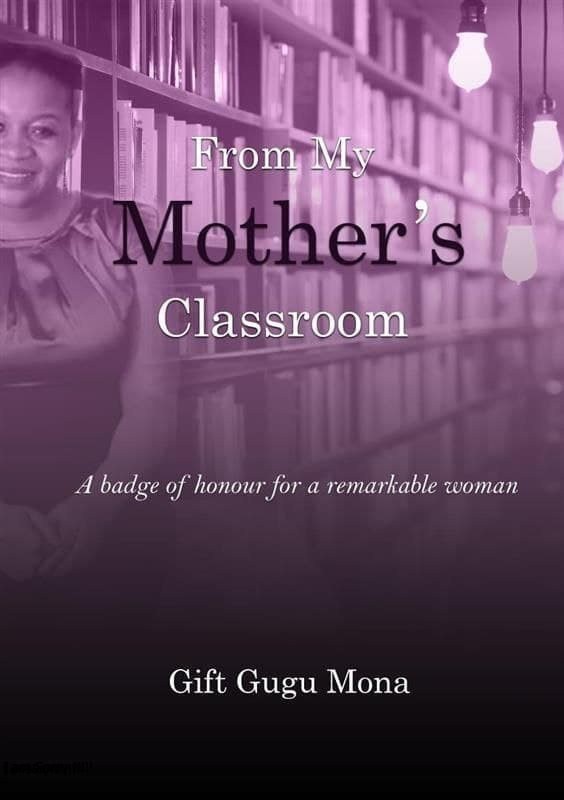 From My
Mother's
Classroom
A badge of honour for a remarkable woman
Gift Gugu Mona